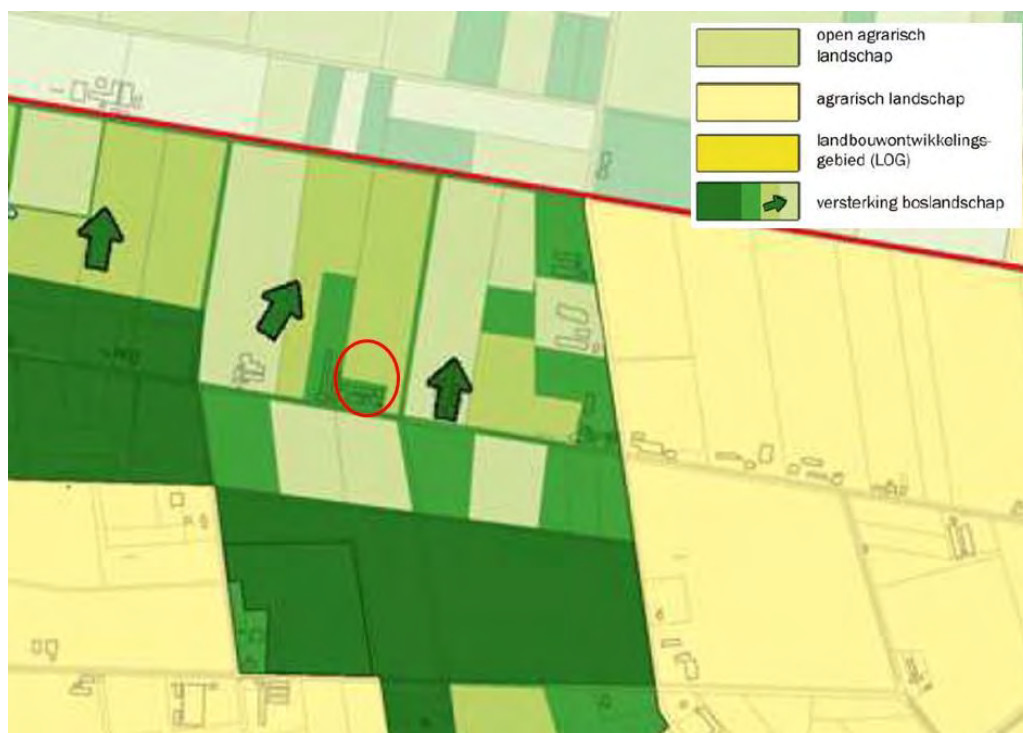 open agrarisch
landschap
agrarisch landschap
landbouwontwikkelings-
gebied (LOG)
versterking boslandschap